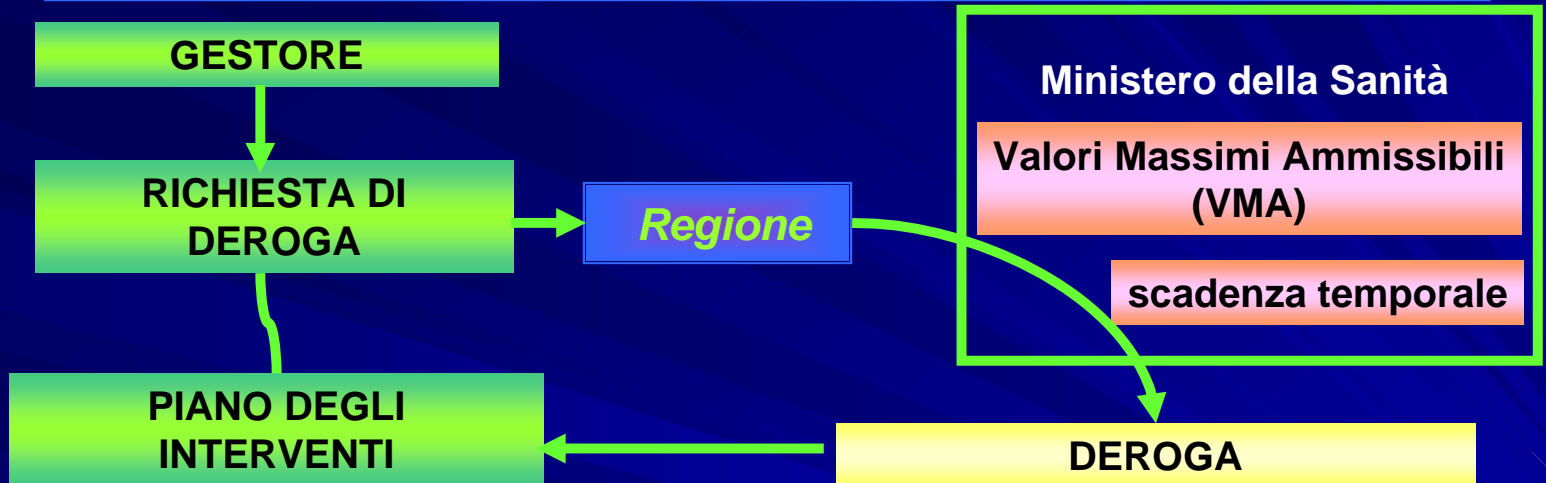 GESTORE
Ministero della Sanità
Valori Massimi Ammissibili
(VMA)
RICHIESTA DI
DEROGA
Regione
scadenza temporale
PIANO DEGLI
INTERVENTI
DEROGA